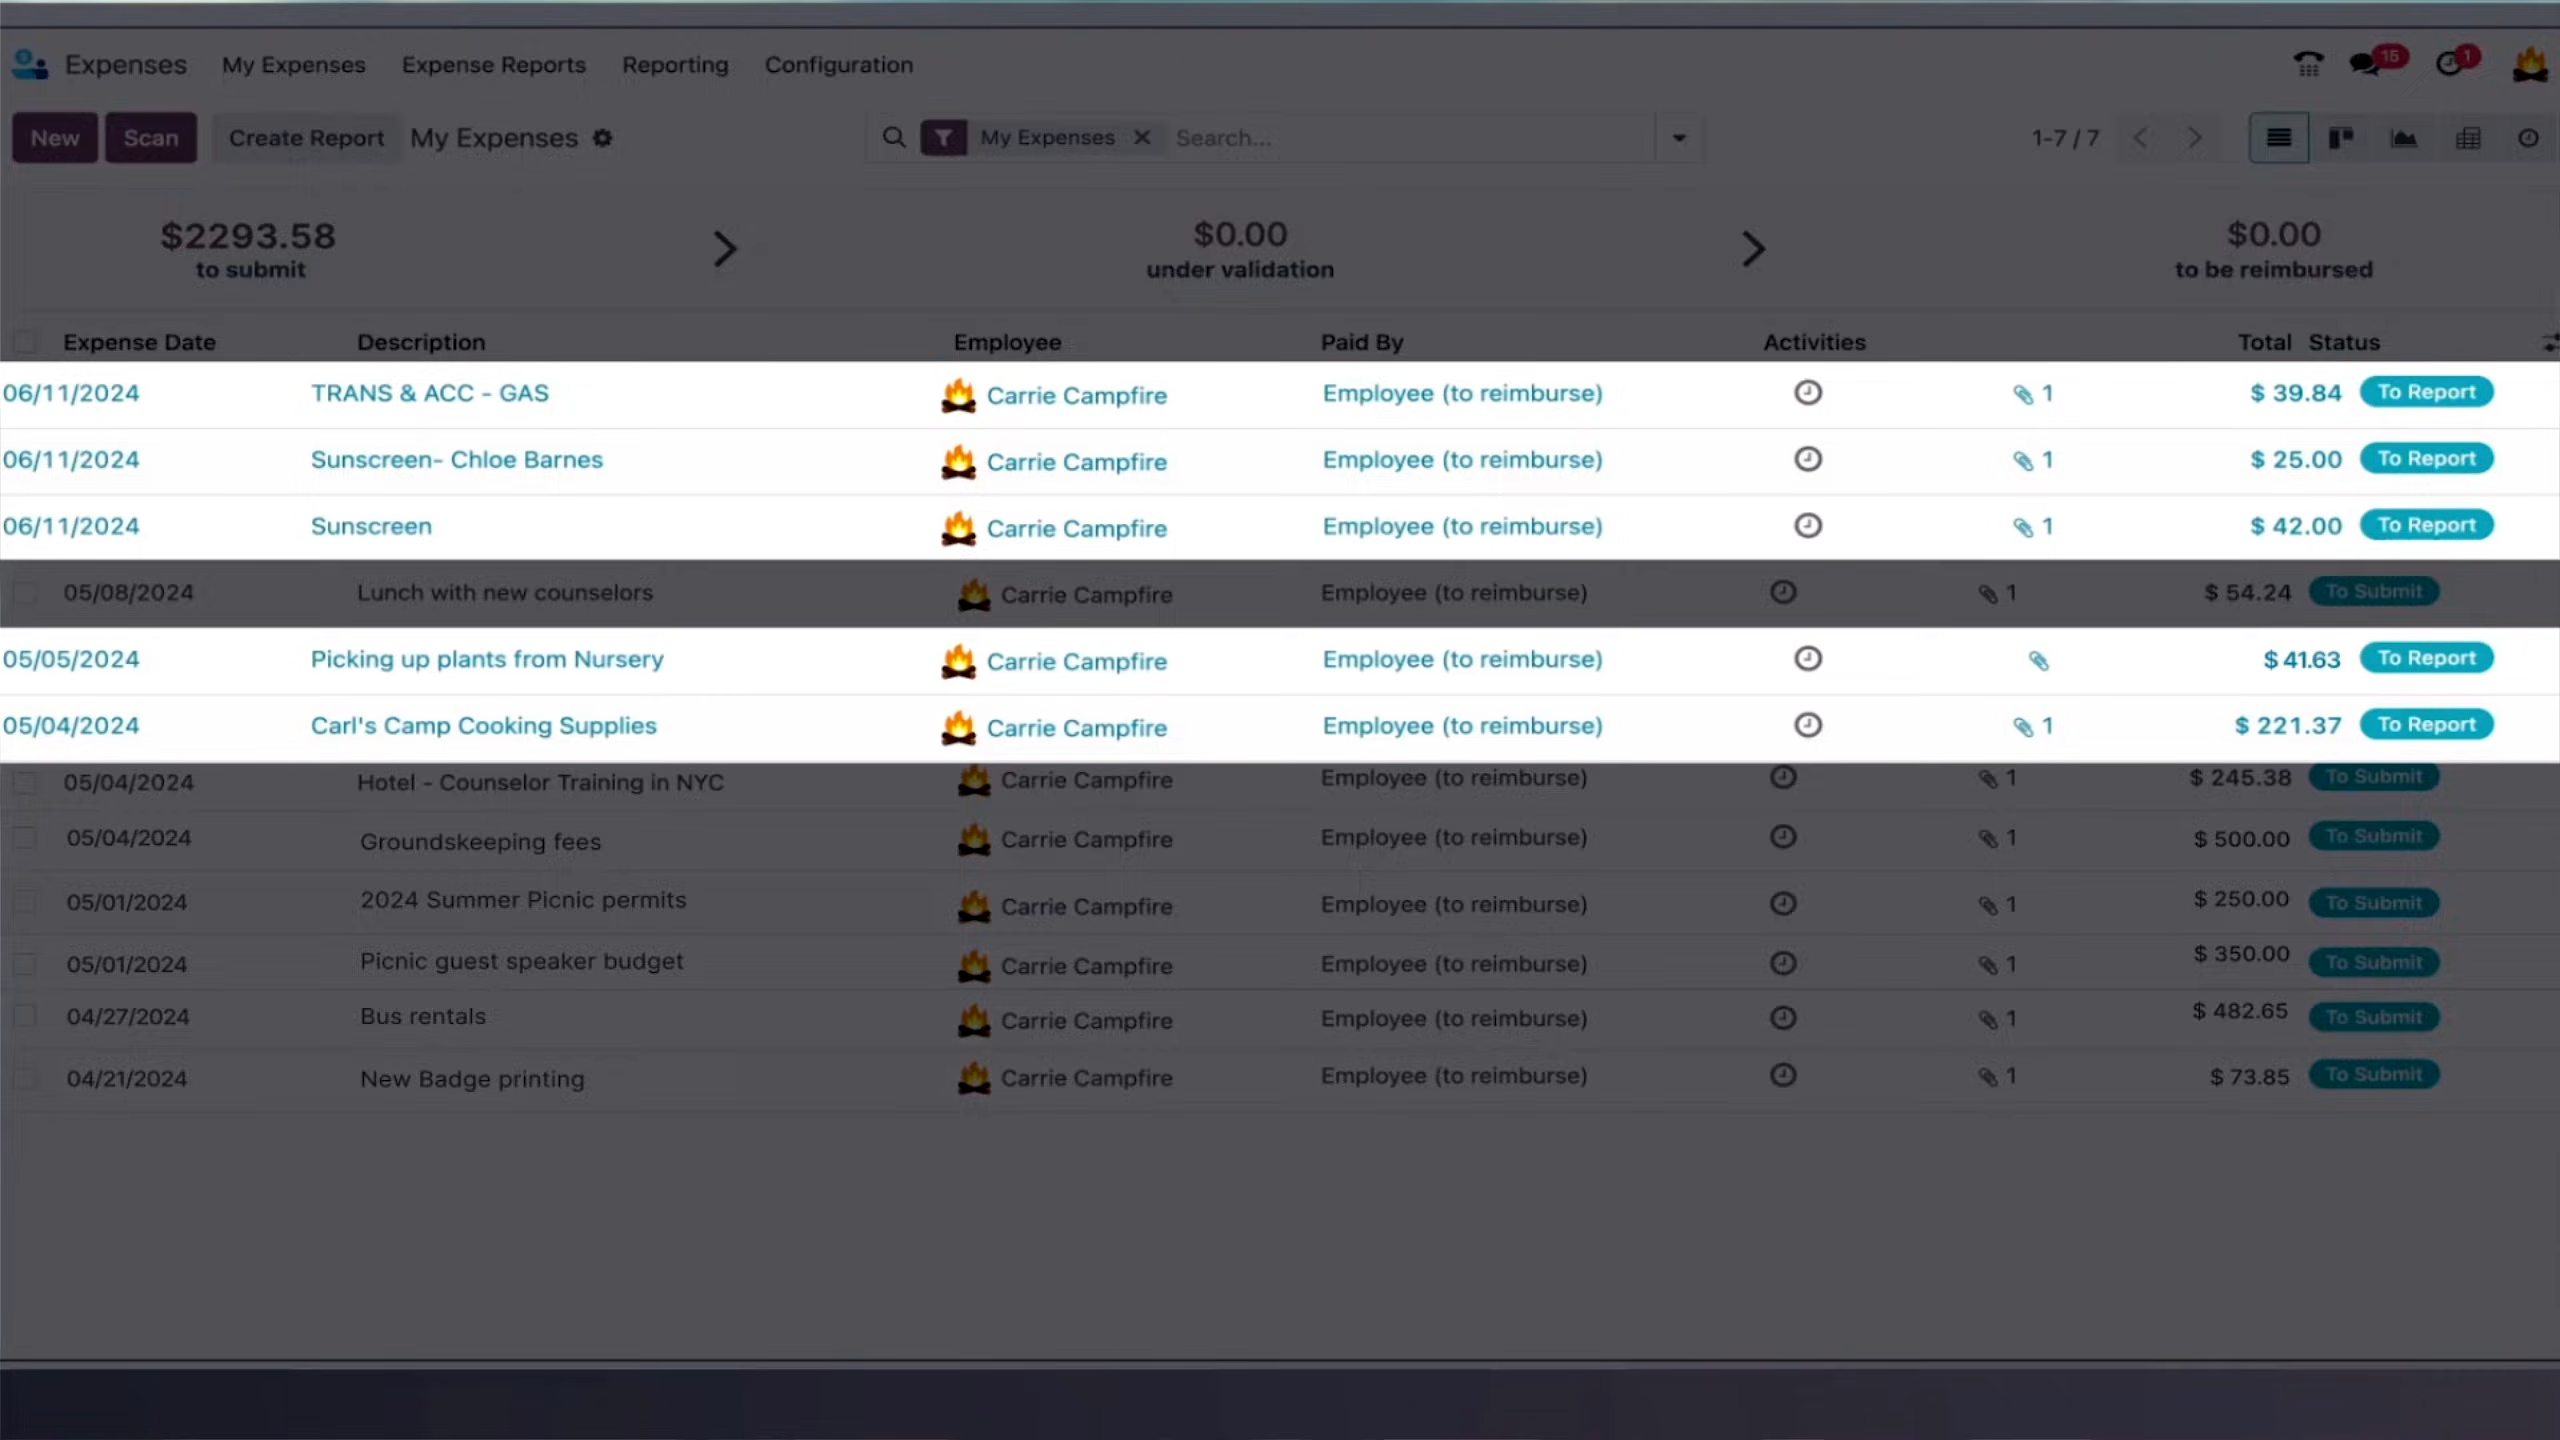 Expenses My Expenses Expense Reports Reporting Configuration 15 1
New Scan Create Report My Expenses My Expenses Search... 1-7 / 7
$2293.58 $0.00 $0.00
to submit under validation to be reimbursed
Expense Date Description Employee Paid By Activities Total Status
06/11/2024 TRANS & ACC - GAS Carrie Campfire Employee (to reimburse) 1 $ 39.84 To Report
06/11/2024 Sunscreen- Chloe Barnes Carrie Campfire Employee (to reimburse) 1 $ 25.00 To Report
06/11/2024 Sunscreen Carrie Campfire Employee (to reimburse) 1 $ 42.00 To Report
05/08/2024 Lunch with new counselors Carrie Campfire Employee (to reimburse) 1 $ 54.24 To Submit
05/05/2024 Picking up plants from Nursery Carrie Campfire Employee (to reimburse) $ 41.63 To Report
05/04/2024 Carl's Camp Cooking Supplies Carrie Campfire Employee (to reimburse) 1 $ 221.37 To Report
05/04/2024 Hotel - Counselor Training in NYC Carrie Campfire Employee (to reimburse) 1 $ 245.38 To Submit
05/04/2024 Groundskeeping fees Carrie Campfire Employee (to reimburse) 1 $ 500.00 To Submit
05/01/2024 2024 Summer Picnic permits Carrie Campfire Employee (to reimburse) 1 $ 250.00 To Submit
05/01/2024 Picnic guest speaker budget Carrie Campfire Employee (to reimburse) 1 $ 350.00 To Submit
04/27/2024 Bus rentals Carrie Campfire Employee (to reimburse) 1 $ 482.65 To Submit
04/21/2024 New Badge printing Carrie Campfire Employee (to reimburse) 1 $ 73.85 To Submit